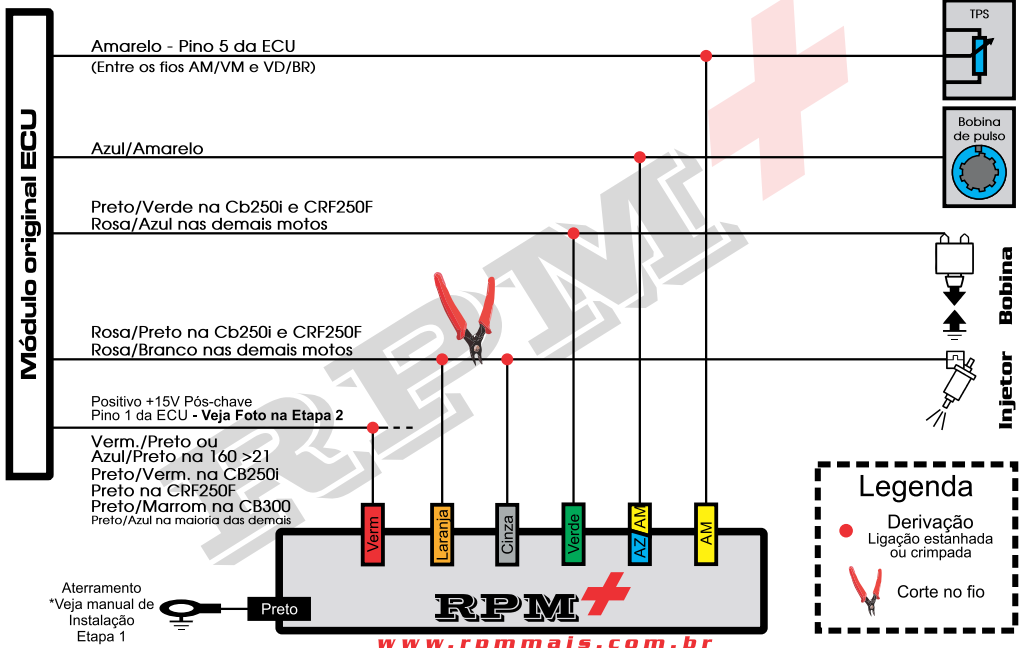 Módulo original ECU
Amarelo - Pino 5 da ECU
(Entre os fios AM/VM e VD/BR)
TPS
Azul/Amarelo
Bobina
de pulso
Preto/Verde na Cb250i e CRF250F
Rosa/Azul nas demais motos
Bobina
Rosa/Preto na Cb250i e CRF250F
Rosa/Branco nas demais motos
Injetor
Positivo +15V Pós-chave
Pino 1 da ECU - Veja Foto na Etapa 2
Verm./Preto ou
Azul/Preto na 160 >21
Preto/Verm. na CB250i
Preto na CRF250F
Preto/Marrom na CB300
Preto/Azul na maioria das demais
RPM+
Verm
Laranja
Cinza
Verde
AZ/AM
AM
Legenda
Derivação
Ligação estanhada
ou crimpada
Corte no fio
Aterramento
*Veja manual de
Instalação
Etapa 1
Preto
RPM+
www.rpmmais.com.br